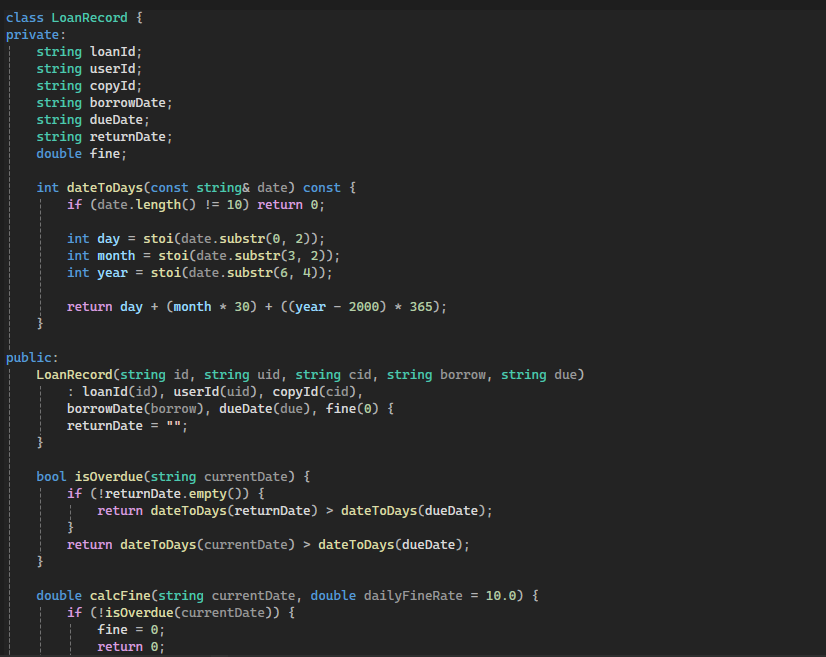 class LoanRecord {
private:
    string loanId;
    string userId;
    string copyId;
    string borrowDate;
    string dueDate;
    string returnDate;
    double fine;

    int dateToDays(const string& date) const {
        if (date.length() != 10) return 0;

        int day = stoi(date.substr(0, 2));
        int month = stoi(date.substr(3, 2));
        int year = stoi(date.substr(6, 4));

        return day + (month * 30) + ((year - 2000) * 365);
    }

public:
    LoanRecord(string id, string uid, string cid, string borrow, string due)
        : loanId(id), userId(uid), copyId(cid),
        borrowDate(borrow), dueDate(due), fine(0) {
        returnDate = "";
    }

    bool isOverdue(string currentDate) {
        if (!returnDate.empty()) {
            return dateToDays(returnDate) > dateToDays(dueDate);
        }
        return dateToDays(currentDate) > dateToDays(dueDate);
    }

    double calcFine(string currentDate, double dailyFineRate = 10.0) {
        if (!isOverdue(currentDate)) {
            fine = 0;
            return 0;